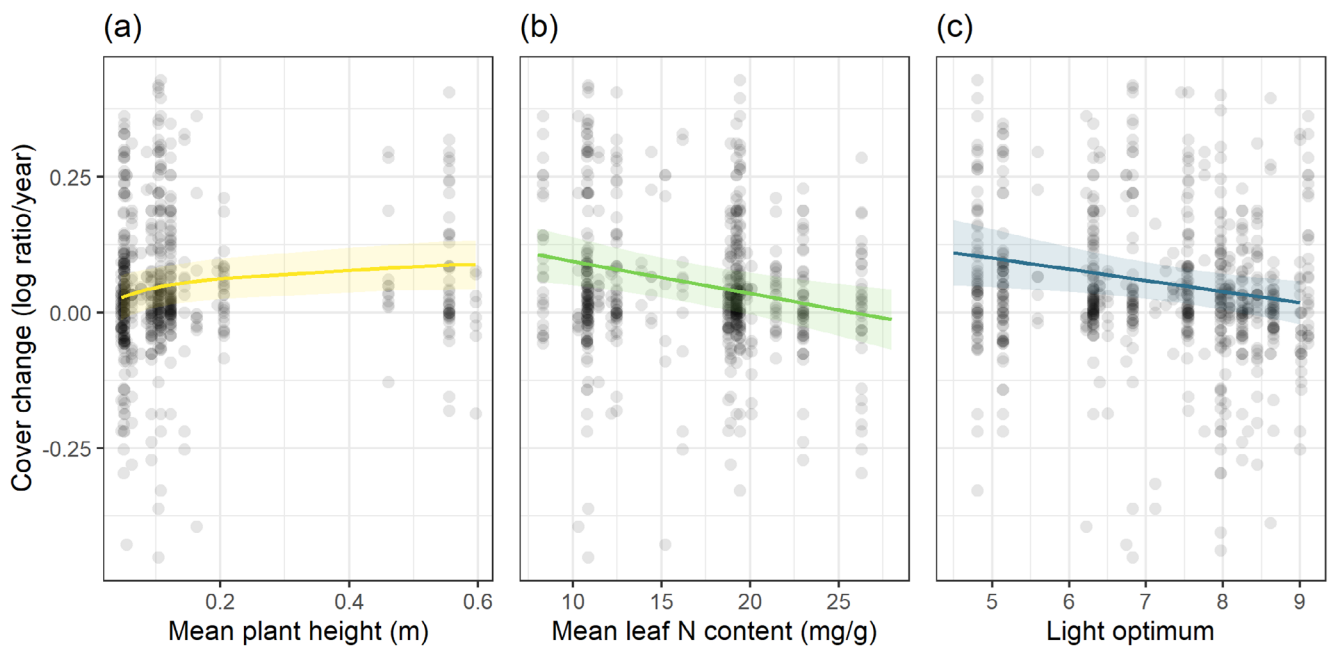 (a) (b) (c)
Cover change (log ratio/year)
0.25
0.00
-0.25
0.2 0.4 0.6
10 15 20 25
5 6 7 8 9
Mean plant height (m) Mean leaf N content (mg/g) Light optimum